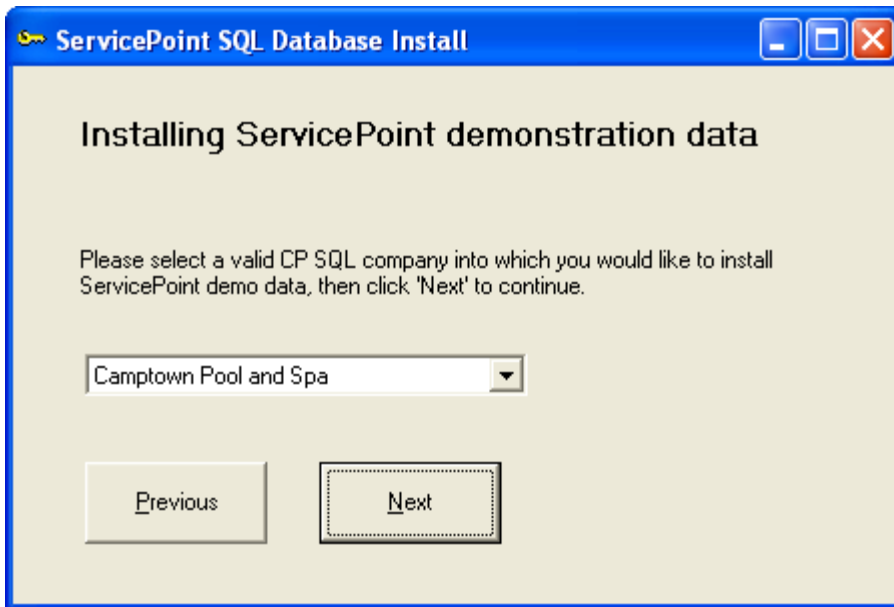 ServicePoint SQL Database Install
Installing ServicePoint demonstration data
Please select a valid CP SQL company into which you would like to install
ServicePoint demo data, then click 'Next' to continue.
Camptown Pool and Spa
Previous
Next